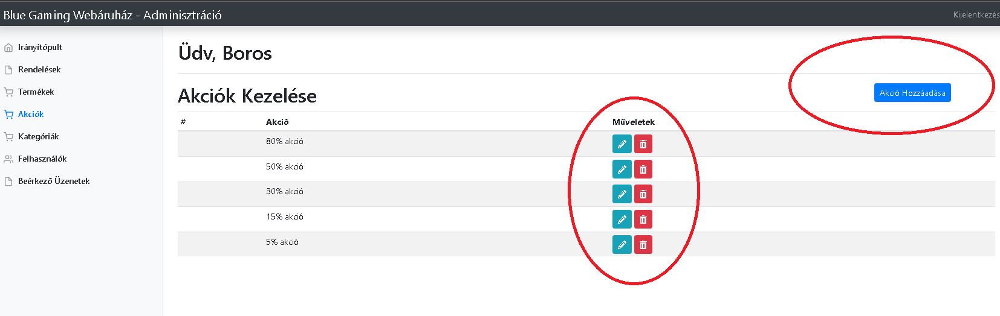 Blue Gaming Webáruház - Adminisztráció
Kijelentkezés
Irányítópult
Rendelések
Termékek
Akciók
Kategóriák
Felhasználók
Beérkező Üzenetek
Üdv, Boros
Akciók Kezelése
Akció Hozzáadása
# Akció Műveletek
80% akció
50% akció
30% akció
15% akció
5% akció